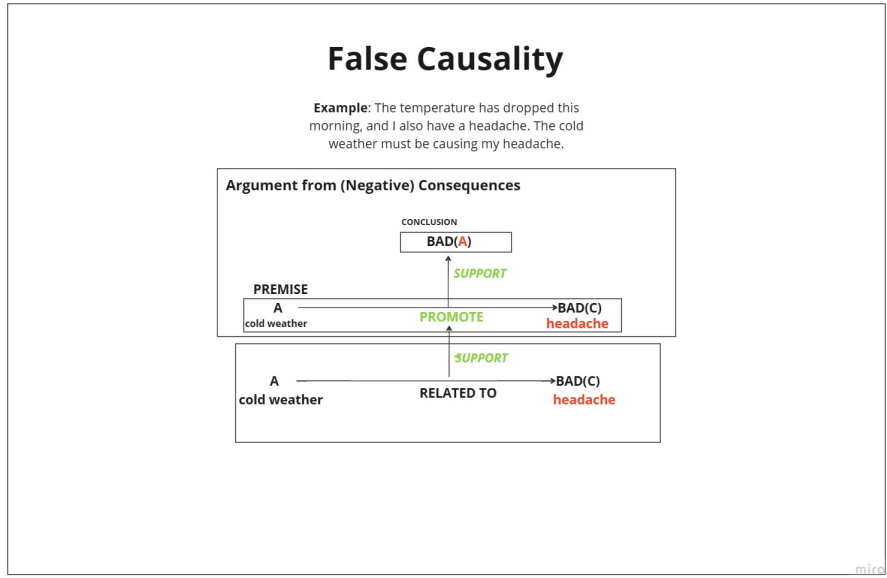 False Causality
Example: The temperature has dropped this
morning, and I also have a headache. The cold
weather must be causing my headache.
Argument from (Negative) Consequences
CONCLUSION
BAD(A)
SUPPORT
PREMISE
A
BAD(C)
cold weather
PROMOTE
headache
SUPPORT
A
BAD(C)
RELATED TO
cold weather
headache
miro